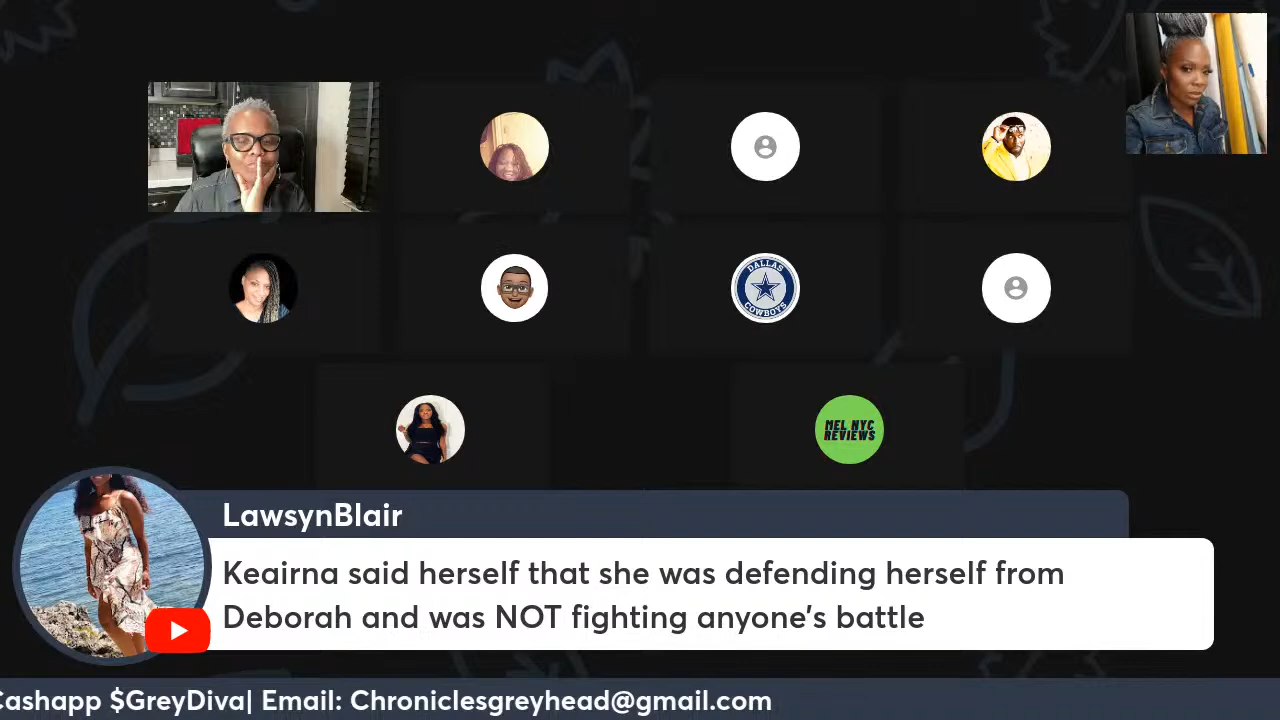 DALLAS
COWBOYS
MEL NYC
REVIEWS
LawsynBlair
Keairna said herself that she was defending herself from
Deborah and was NOT fighting anyone's battle
Cashapp $GreyDiva| Email: Chroniclesgreyhead@gmail.com